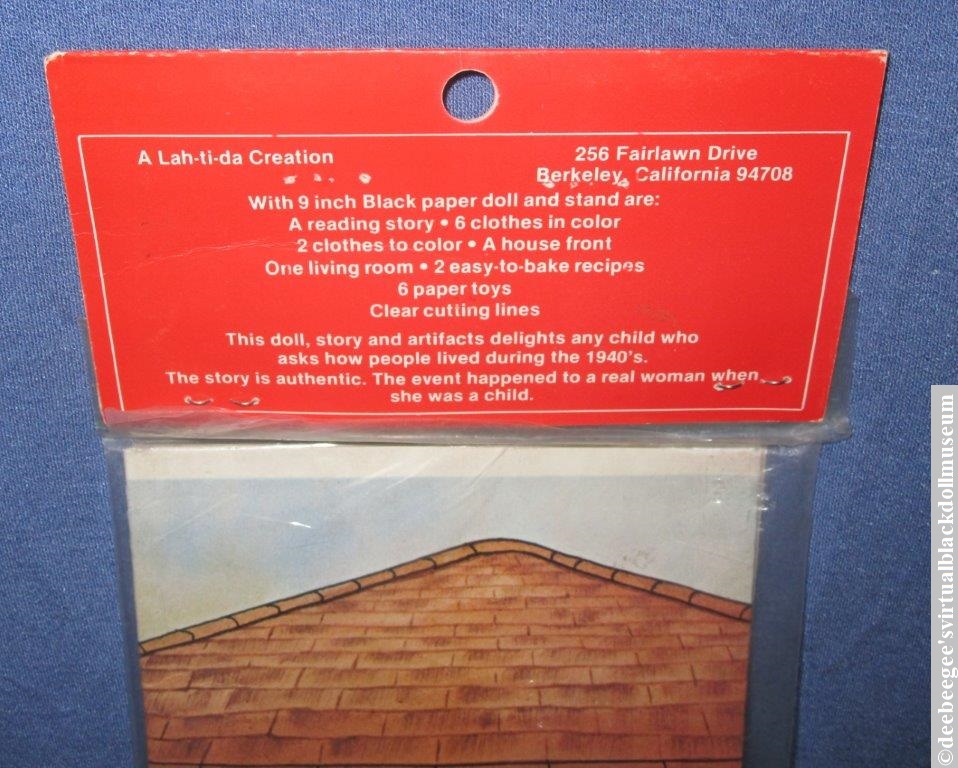 A Lah-ti-da Creation
256 Fairlawn Drive
Berkeley, California 94708
With 9 inch Black paper doll and stand are:
A reading story • 6 clothes in color
2 clothes to color • A house front
One living room • 2 easy-to-bake recipes
6 paper toys
Clear cutting lines
This doll, story and artifacts delights any child who
asks how people lived during the 1940's.
The story is authentic. The event happened to a real woman when
she was a child.
©deebeegee'svirtualblackdollmuseum